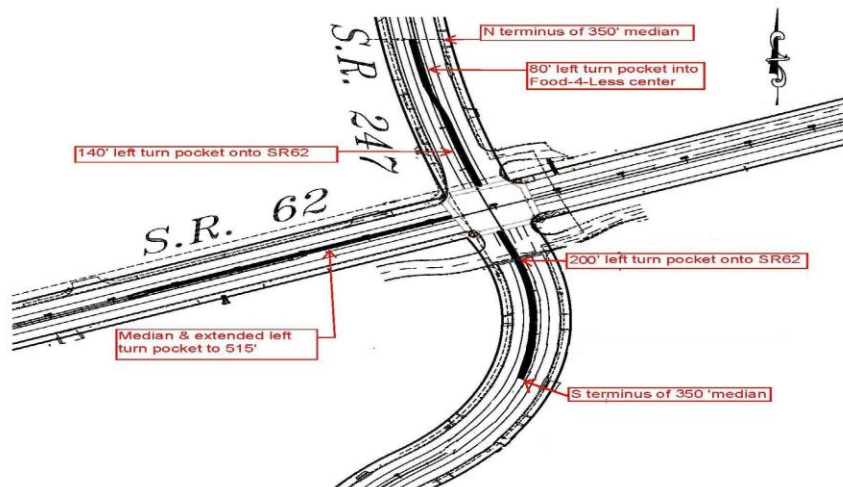 N terminus of 350' median
80' left turn pocket into
Food-4-Less center
S.R. 247
140' left turn pocket onto SR62
S.R. 62
200' left turn pocket onto SR62
Median & extended left
turn pocket to 515'
S terminus of 350 'median